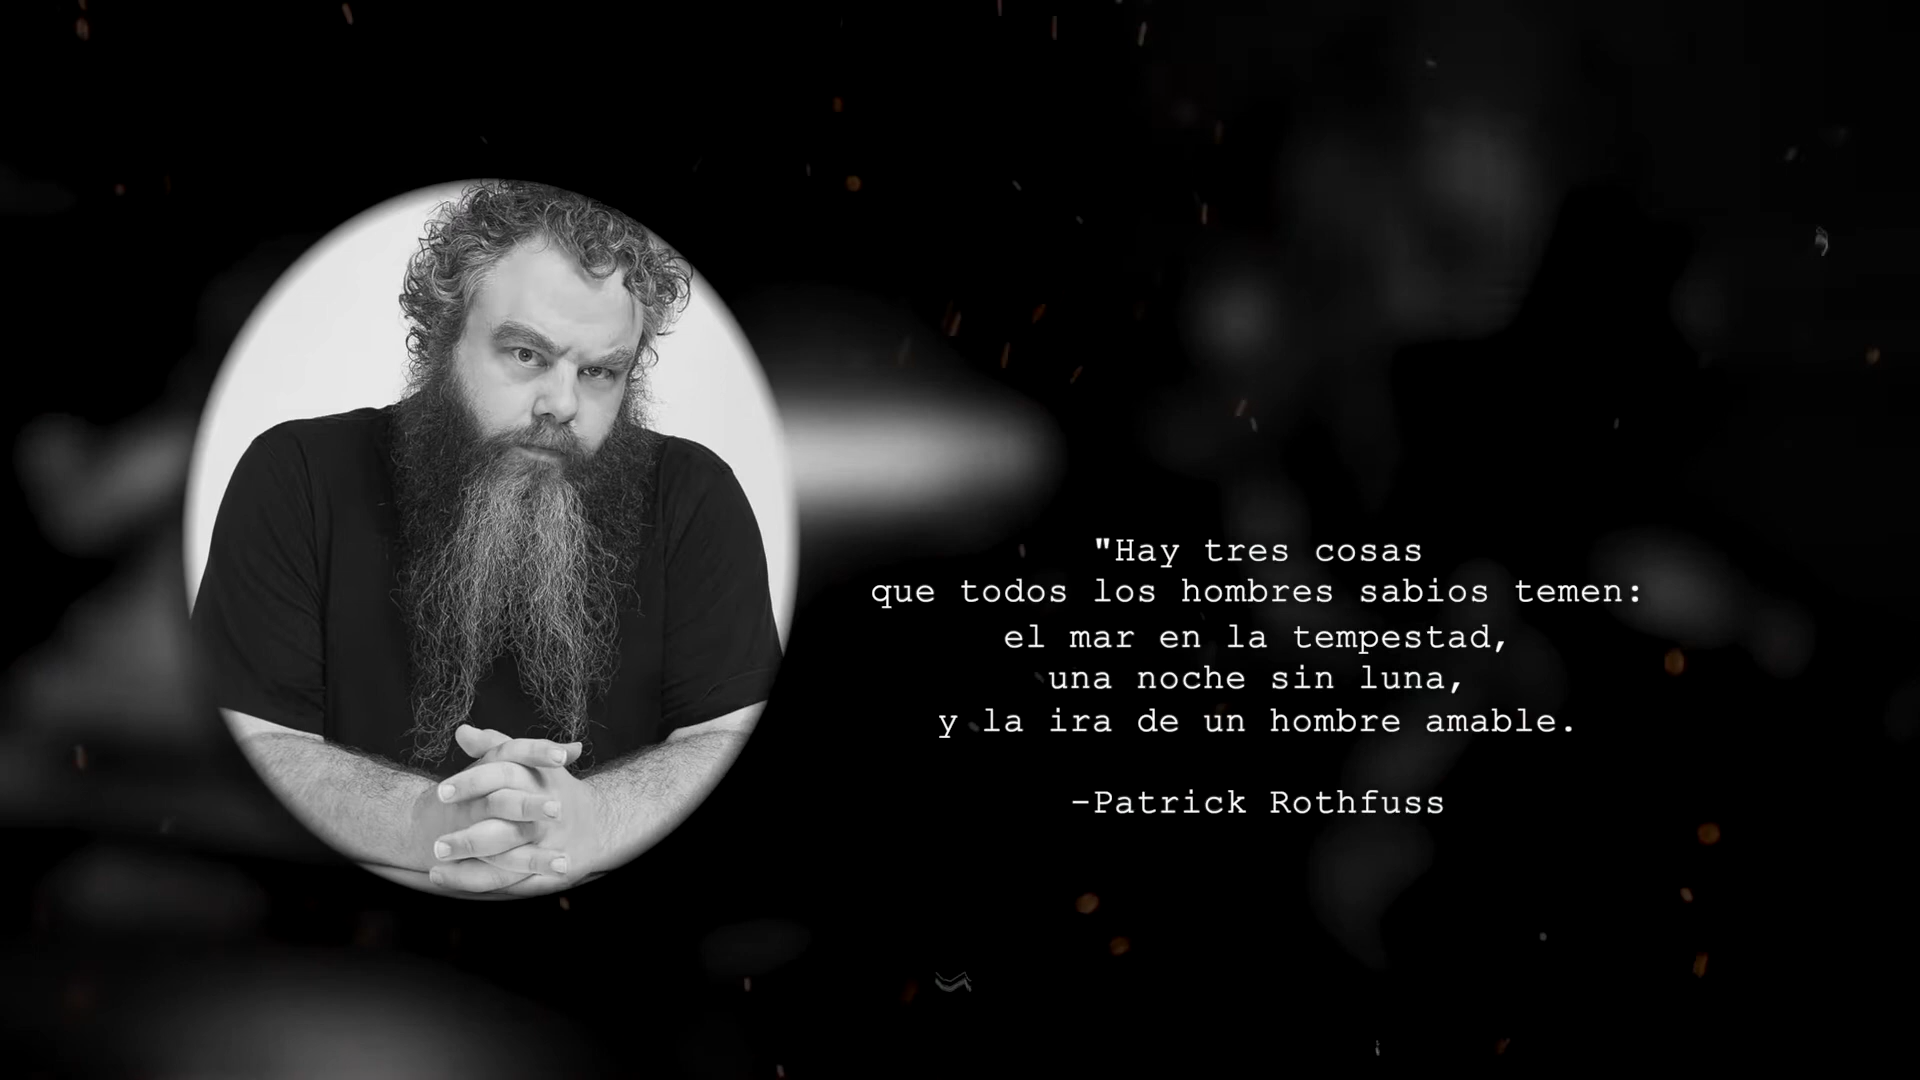 "Hay tres cosas
que todos los hombres sabios temen:
el mar en la tempestad,
una noche sin luna,
y la ira de un hombre amable.
-Patrick Rothfuss